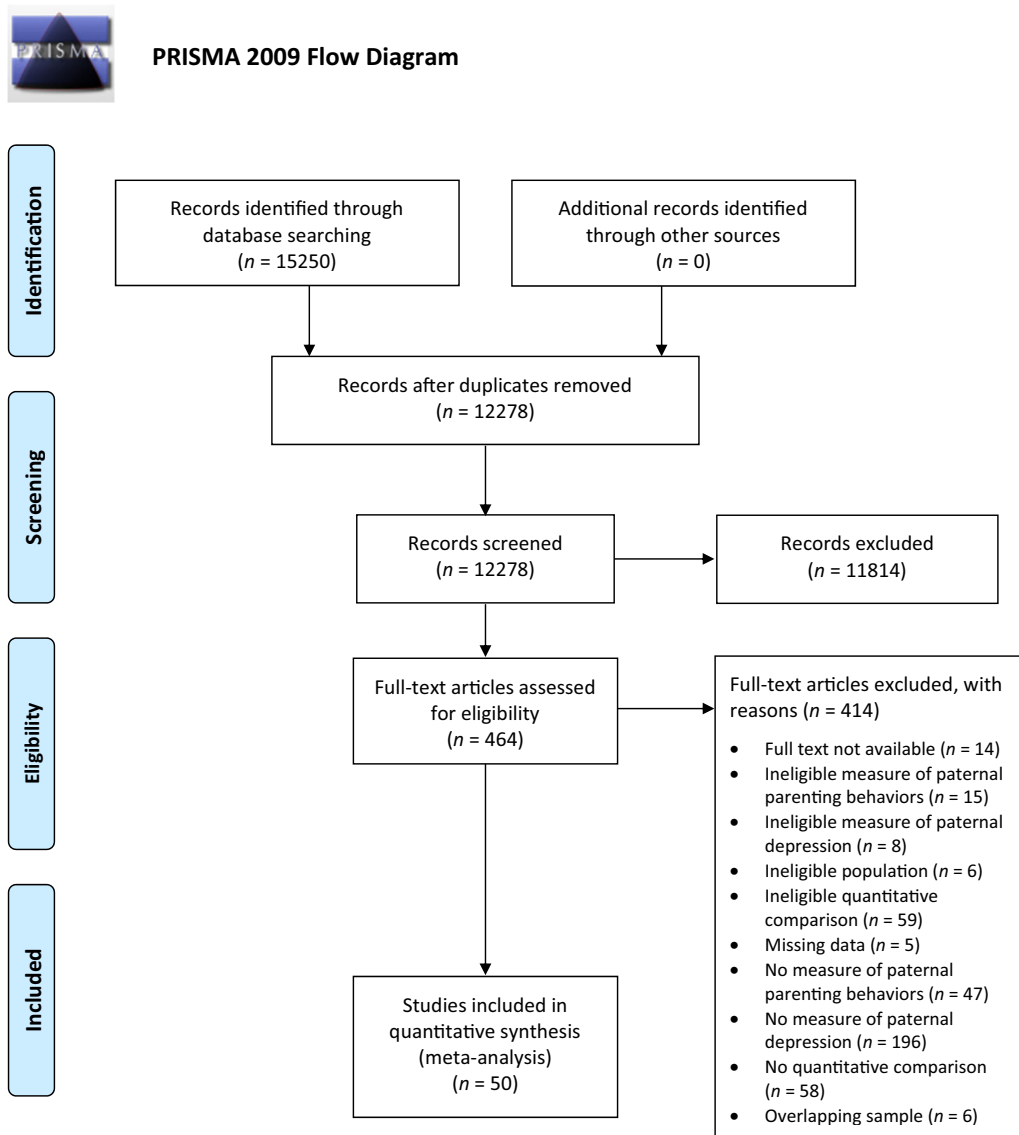 PRISMA
PRISMA 2009 Flow Diagram
Identification
Records identified through
database searching
(n = 15250)
Additional records identified
through other sources
(n = 0)
Records after duplicates removed
(n = 12278)
Screening
Records screened
(n = 12278)
Records excluded
(n = 11814)
Eligibility
Full-text articles assessed
for eligibility
(n = 464)
Full-text articles excluded, with
reasons (n = 414)
• Full text not available (n = 14)
• Ineligible measure of paternal
parenting behaviors (n = 15)
• Ineligible measure of paternal
depression (n = 8)
• Ineligible population (n = 6)
• Ineligible quantitative
comparison (n = 59)
• Missing data (n = 5)
• No measure of paternal
parenting behaviors (n = 47)
• No measure of paternal
depression (n = 196)
• No quantitative comparison
(n = 58)
• Overlapping sample (n = 6)
Included
Studies included in
quantitative synthesis
(meta-analysis)
(n = 50)